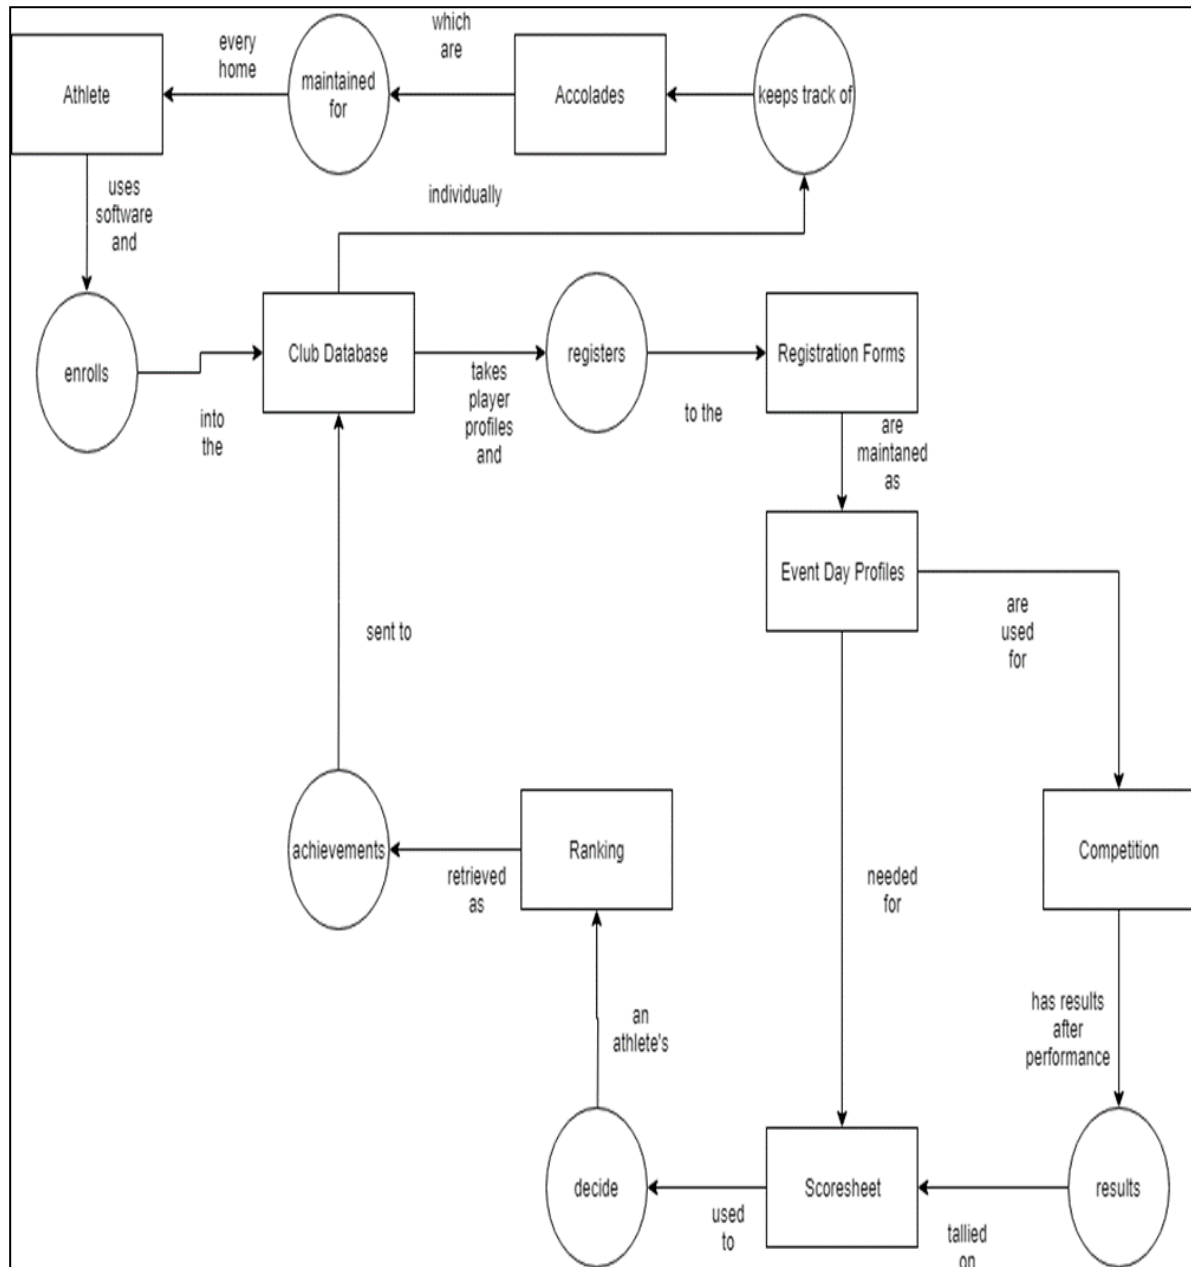 which
are
every
home
Athlete
maintained
for
Accolades
keeps track of
uses
software
and
individually
enrolls
into
the
Club Database
takes
player
profiles
and
registers
to the
Registration Forms
are
maintaned
as
Event Day Profiles
are
used
for
sent to
achievements
retrieved
as
Ranking
needed
for
Competition
an
athlete's
has results
after
performance
decide
used
to
Scoresheet
tallied
on
results